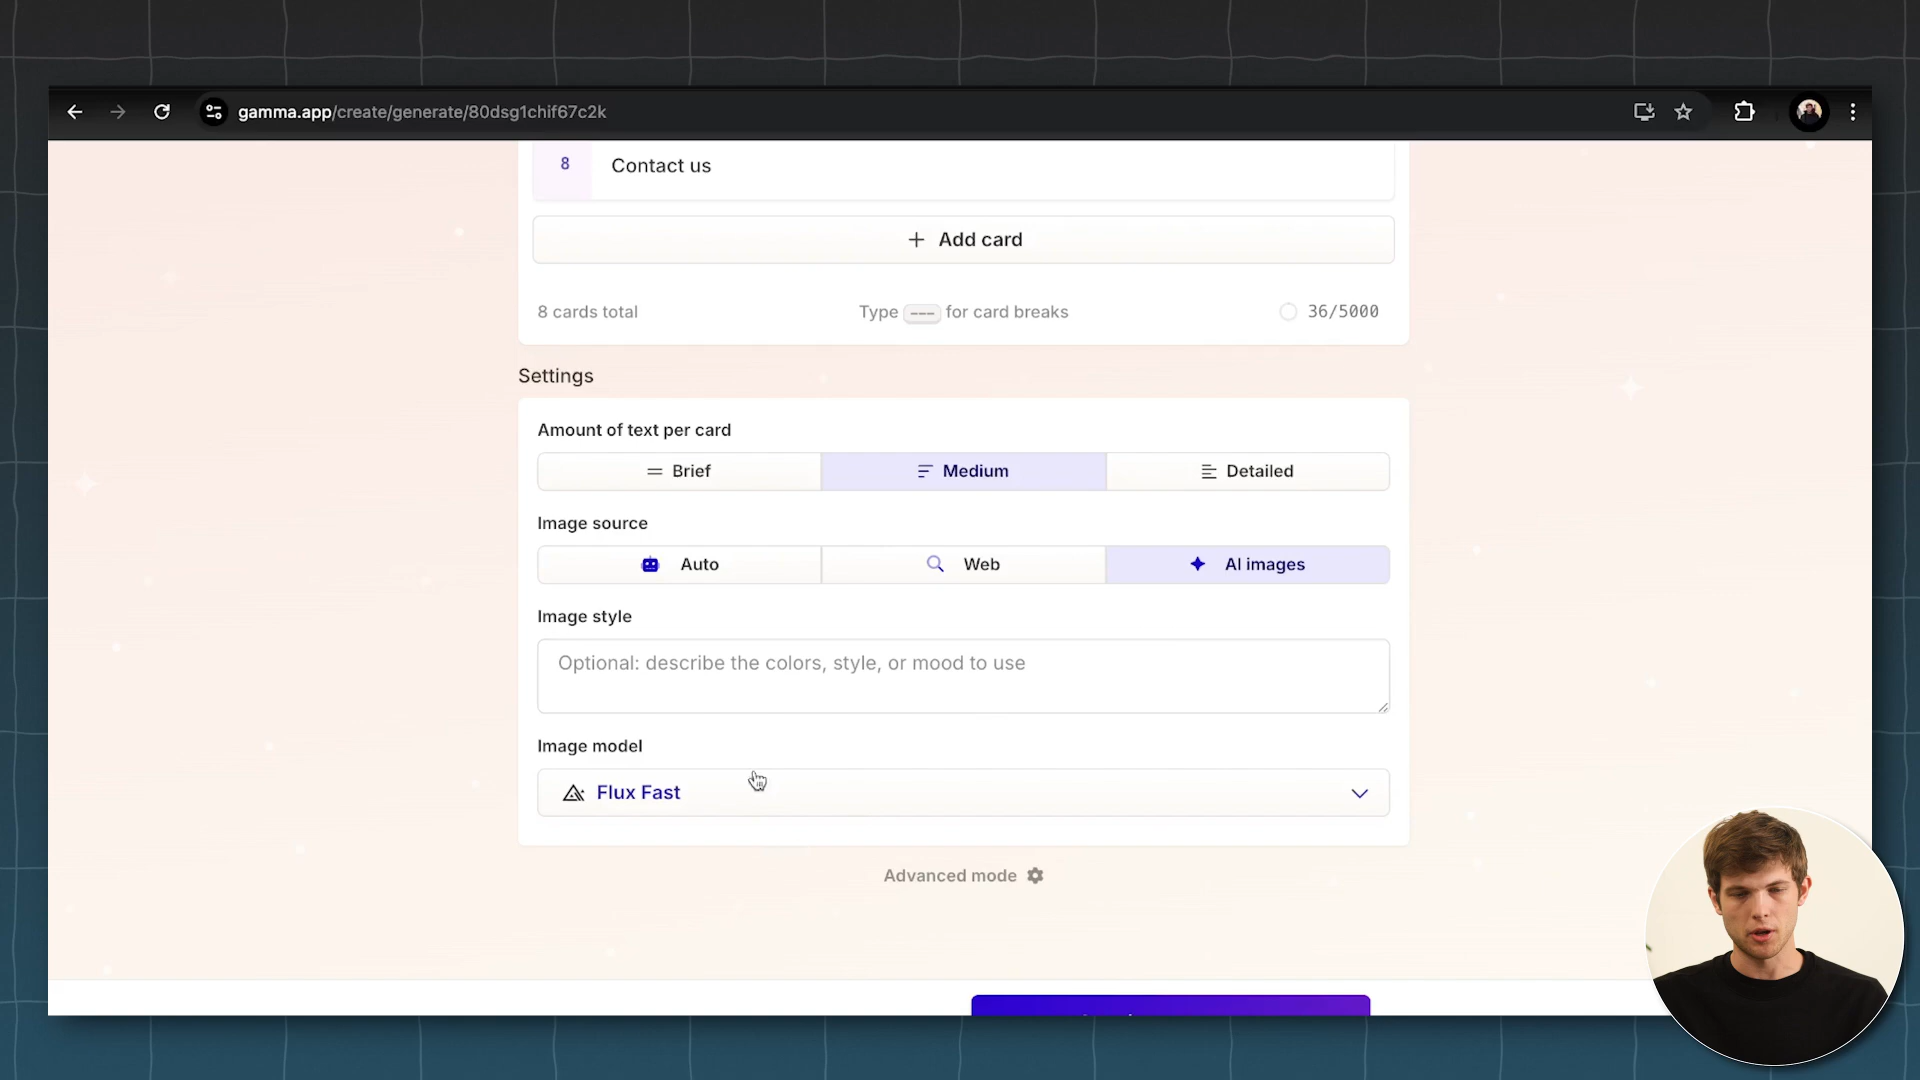 gamma.app/create/generate/80dsg1chif67c2k
8 Contact us
+ Add card
8 cards total Type --- for card breaks 36/5000
Settings
Amount of text per card
Brief Medium Detailed
Image source
Auto Web AI images
Image style
Optional: describe the colors, style, or mood to use
Image model
Flux Fast
Advanced mode